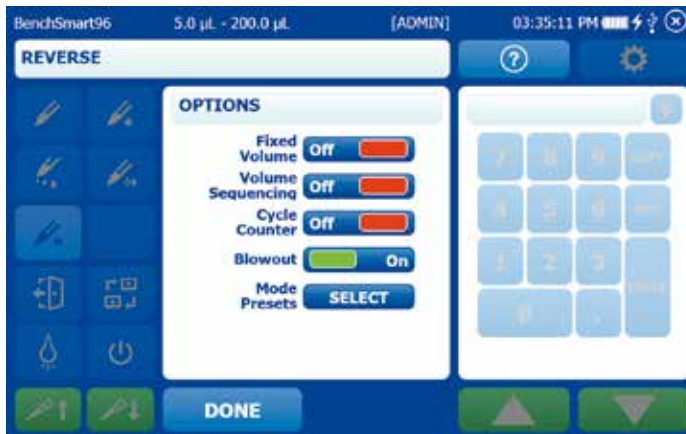 BenchSmart96 5.0 µL - 200.0 µL [ADMIN] 03:35:11 PM
REVERSE ?
OPTIONS
Fixed
Volume Off
Volume
Sequencing Off
Cycle
Counter Off
Blowout On
Mode
Presets SELECT
7 8 9
4 5 6
1 2 3
0 .
DONE